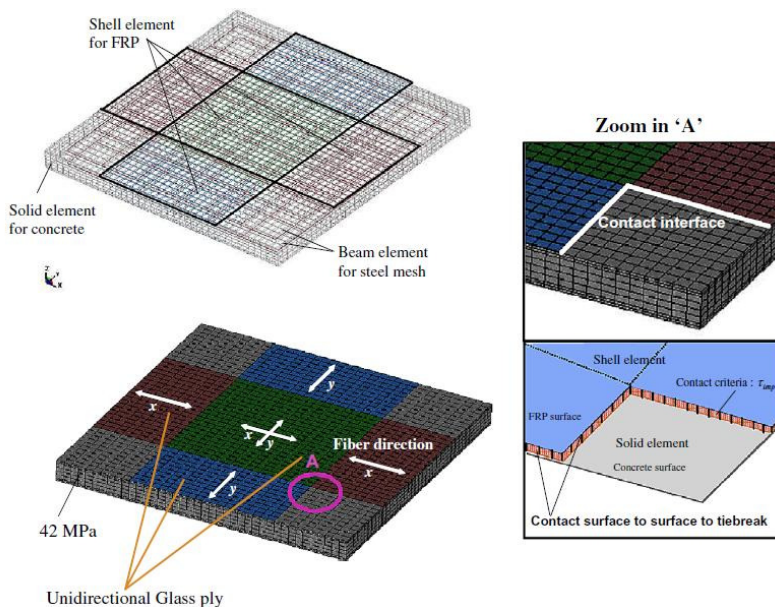 Shell element
for FRP
Solid element
for concrete
Beam element
for steel mesh
Z
Y
X
Zoom in 'A'
Contact interface
Shell element
Contact criteria : τimp
FRP surface
Solid element
Concrete surface
Contact surface to surface to tiebreak
y
x
x
y
Fiber direction
A
x
y
42 MPa
Unidirectional Glass ply